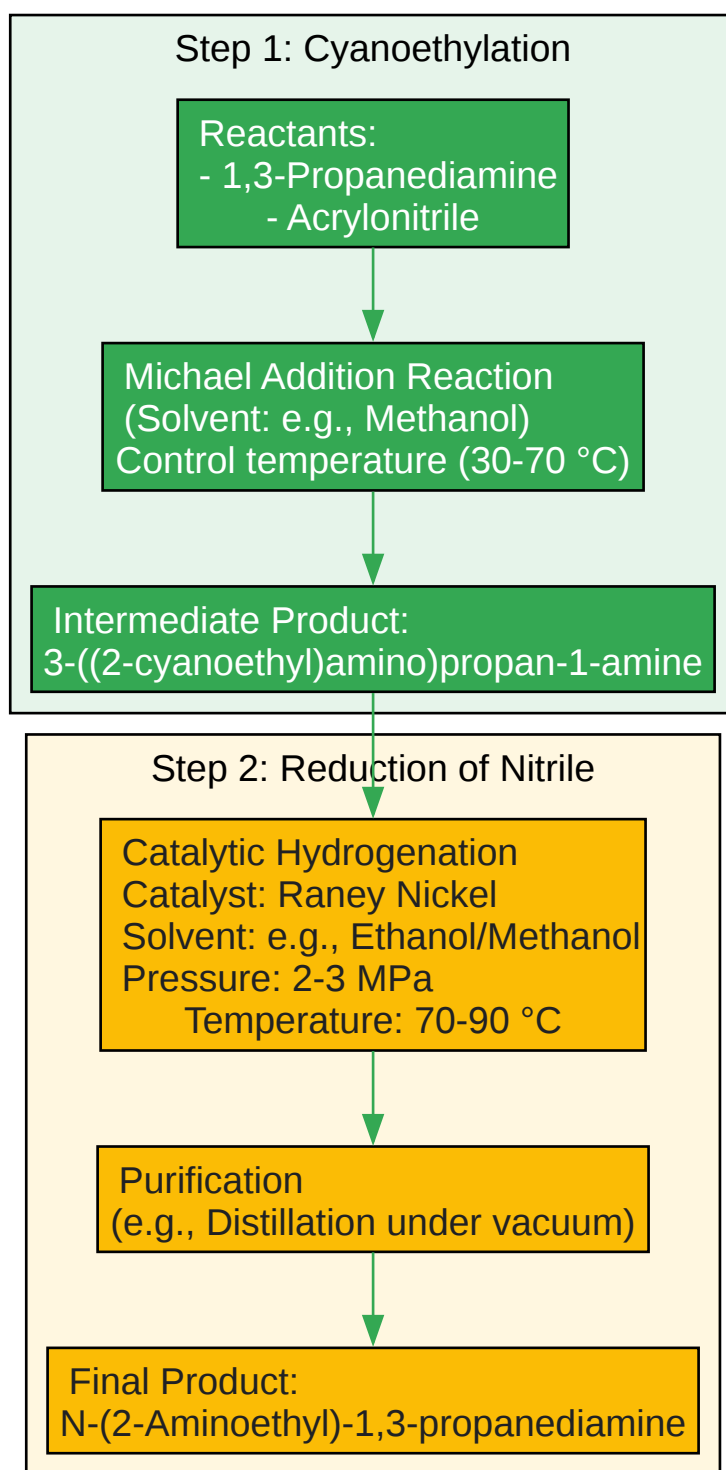 Step 1: Cyanoethylation
Reactants:
- 1,3-Propanediamine
- Acrylonitrile
Michael Addition Reaction
(Solvent: e.g., Methanol)
Control temperature (30-70 °C)
Intermediate Product:
3-((2-cyanoethyl)amino)propan-1-amine
Step 2: Reduction of Nitrile
Catalytic Hydrogenation
Catalyst: Raney Nickel
Solvent: e.g., Ethanol/Methanol
Pressure: 2-3 MPa
Temperature: 70-90 °C
Purification
(e.g., Distillation under vacuum)
Final Product:
N-(2-Aminoethyl)-1,3-propanediamine